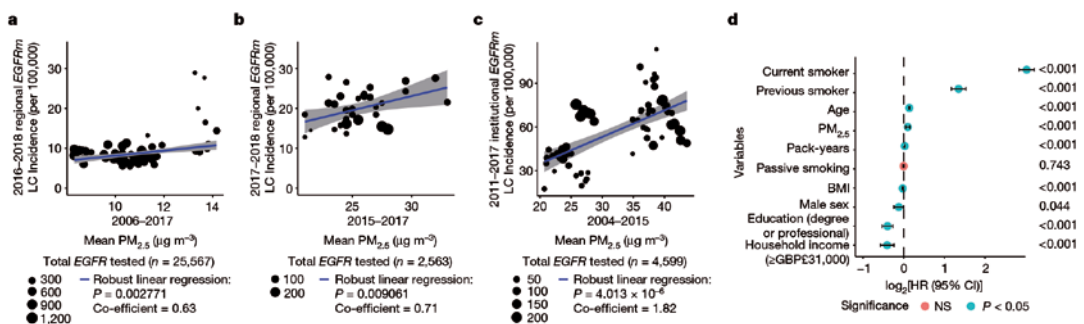 a
2016–2018 regional EGFRm
LC Incidence (per 100,000)
30
20
10
0
10
12
14
2006–2017
Mean PM2.5 (μg m−3)
Total EGFR tested (n = 25,567)
300
600
900
1,200
Robust linear regression:
P = 0.002771
Co-efficient = 0.63
b
2017–2018 regional EGFRm
LC Incidence (per 100,000)
30
20
10
0
25
30
2015–2017
Mean PM2.5 (μg m−3)
Total EGFR tested (n = 2,563)
100
200
Robust linear regression:
P = 0.009061
Co-efficient = 0.71
c
2011–2017 institutional EGFRm
LC Incidence (per 100,000)
90
70
50
30
20
25
30
35
40
2004–2015
Mean PM2.5 (μg m−3)
Total EGFR tested (n = 4,599)
50
100
150
200
Robust linear regression:
P = 4.013 × 10−6
Co-efficient = 1.82
d
Variables
Current smoker
<0.001
Previous smoker
<0.001
Age
<0.001
PM2.5
<0.001
Pack-years
<0.001
Passive smoking
0.743
BMI
<0.001
Male sex
0.044
Education (degree
or professional)
<0.001
Household income
(≥GBP£31,000)
<0.001
−1
0
1
2
log2[HR (95% CI)]
Significance
NS
P < 0.05